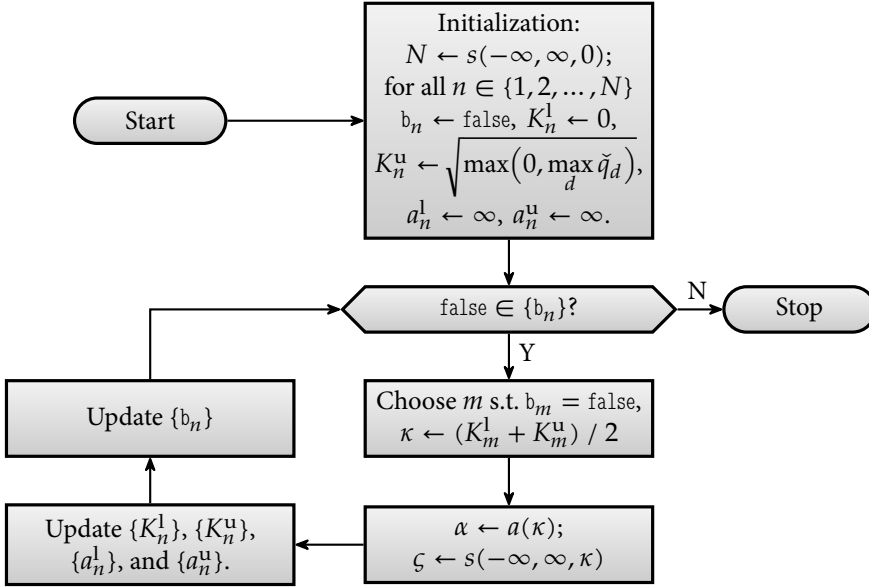 Start
Initialization:
N ← s(−∞, ∞, 0);
for all n ∈ {1, 2, … , N}
b_n ← false, K_n^l ← 0,
K_n^u ← √(max(0, max_d q̌_d)),
a_n^l ← ∞, a_n^u ← ∞.
false ∈ {b_n}?
N
Stop
Y
Choose m s.t. b_m = false,
κ ← (K_m^l + K_m^u) / 2
α ← a(κ);
ς ← s(−∞, ∞, κ)
Update {K_n^l}, {K_n^u},
{a_n^l}, and {a_n^u}.
Update {b_n}